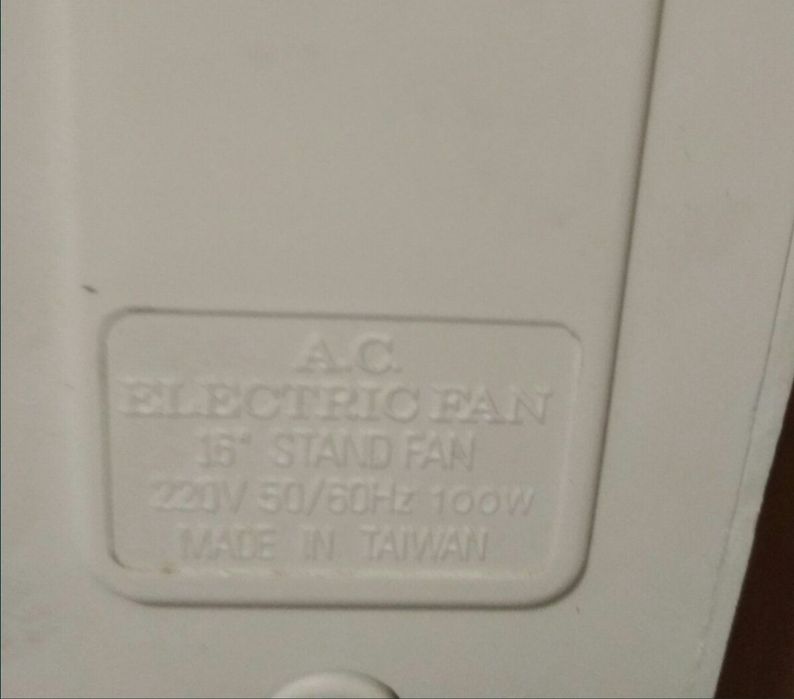 A.C.
ELECTRIC FAN
16" STAND FAN
220V 50/60Hz 100W
MADE IN TAIWAN